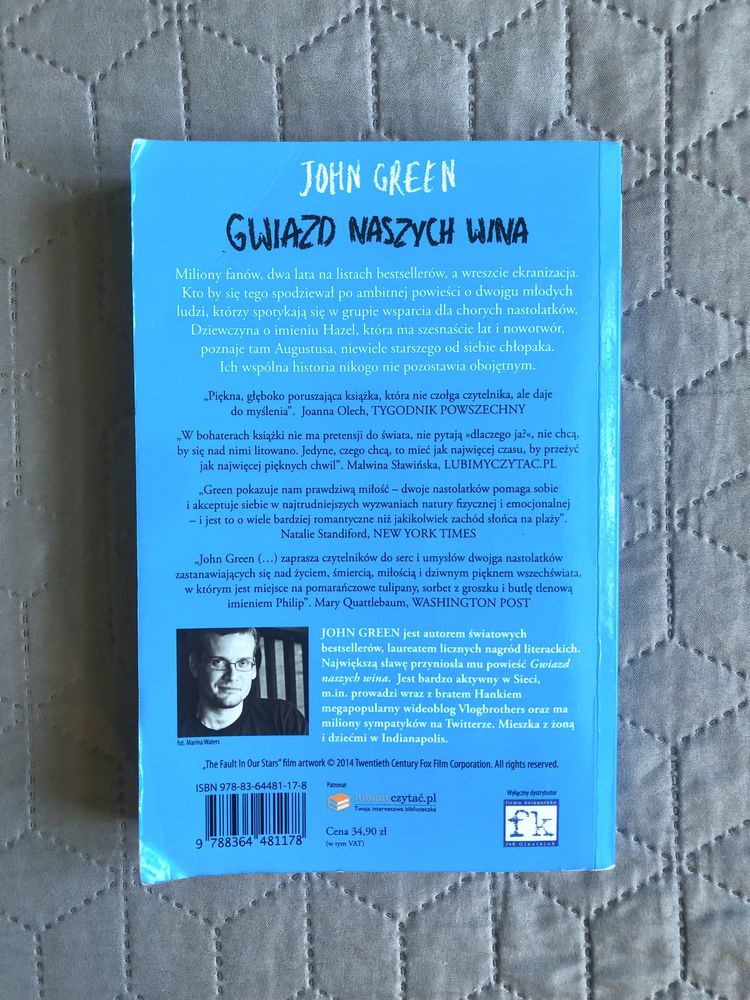 JOHN GREEN
GWIAZD NASZYCH WINA
Miliony fanów, dwa lata na listach bestsellerów, a wreszcie ekranizacja.
Kto by się tego spodziewał po ambitnej powieści o dwojgu młodych
ludzi, którzy spotykają się w grupie wsparcia dla chorych nastolatków.
Dziewczyna o imieniu Hazel, która ma szesnaście lat i nowotwór,
poznaje tam Augustusa, niewiele starszego od siebie chłopaka.
Ich wspólna historia nikogo nie pozostawia obojętnym.
„Piękna, głęboko poruszająca książka, która nie czołga czytelnika, ale daje
do myślenia”. Joanna Olech, TYGODNIK POWSZECHNY
„W bohaterach książki nie ma pretensji do świata, nie pytają »dlaczego ja?«, nie chcą,
by się nad nimi litowano. Jedyne, czego chcą, to mieć jak najwięcej czasu, by przeżyć
jak najwięcej pięknych chwil”. Malwina Sławińska, LUBIMYCZYTAC.PL
„Green pokazuje nam prawdziwą miłość – dwoje nastolatków pomaga sobie
i akceptuje siebie w najtrudniejszych wyzwaniach natury fizycznej i emocjonalnej
– i jest to o wiele bardziej romantyczne niż jakikolwiek zachód słońca na plaży”.
Natalie Standiford, NEW YORK TIMES
„John Green (…) zaprasza czytelników do serc i umysłów dwojga nastolatków
zastanawiających się nad życiem, śmiercią, miłością i dziwnym pięknem wszechświata,
w którym jest miejsce na pomarańczowe tulipany, sorbet z groszku i butlę tlenową
imieniem Philip”. Mary Quattlebaum, WASHINGTON POST
JOHN GREEN jest autorem światowych
bestsellerów, laureatem licznych nagród literackich.
Największą sławę przyniosła mu powieść Gwiazd
naszych wina. Jest bardzo aktywny w Sieci,
m.in. prowadzi wraz z bratem Hankiem
megapopularny wideoblog Vlogbrothers oraz ma
miliony sympatyków na Twitterze. Mieszka z żoną
i dziećmi w Indianapolis.
fot. Marina Waters
„The Fault In Our Stars” film artwork © 2014 Twentieth Century Fox Film Corporation. All rights reserved.
ISBN 978-83-64481-17-8
9 788364 481178
Patronat
lubimyczytać.pl
Twoja internetowa biblioteczka
Cena 34,90 zł
(w tym VAT)
Wyłączny dystrybutor
firma księgarska
fk
JiK Olesiejuk